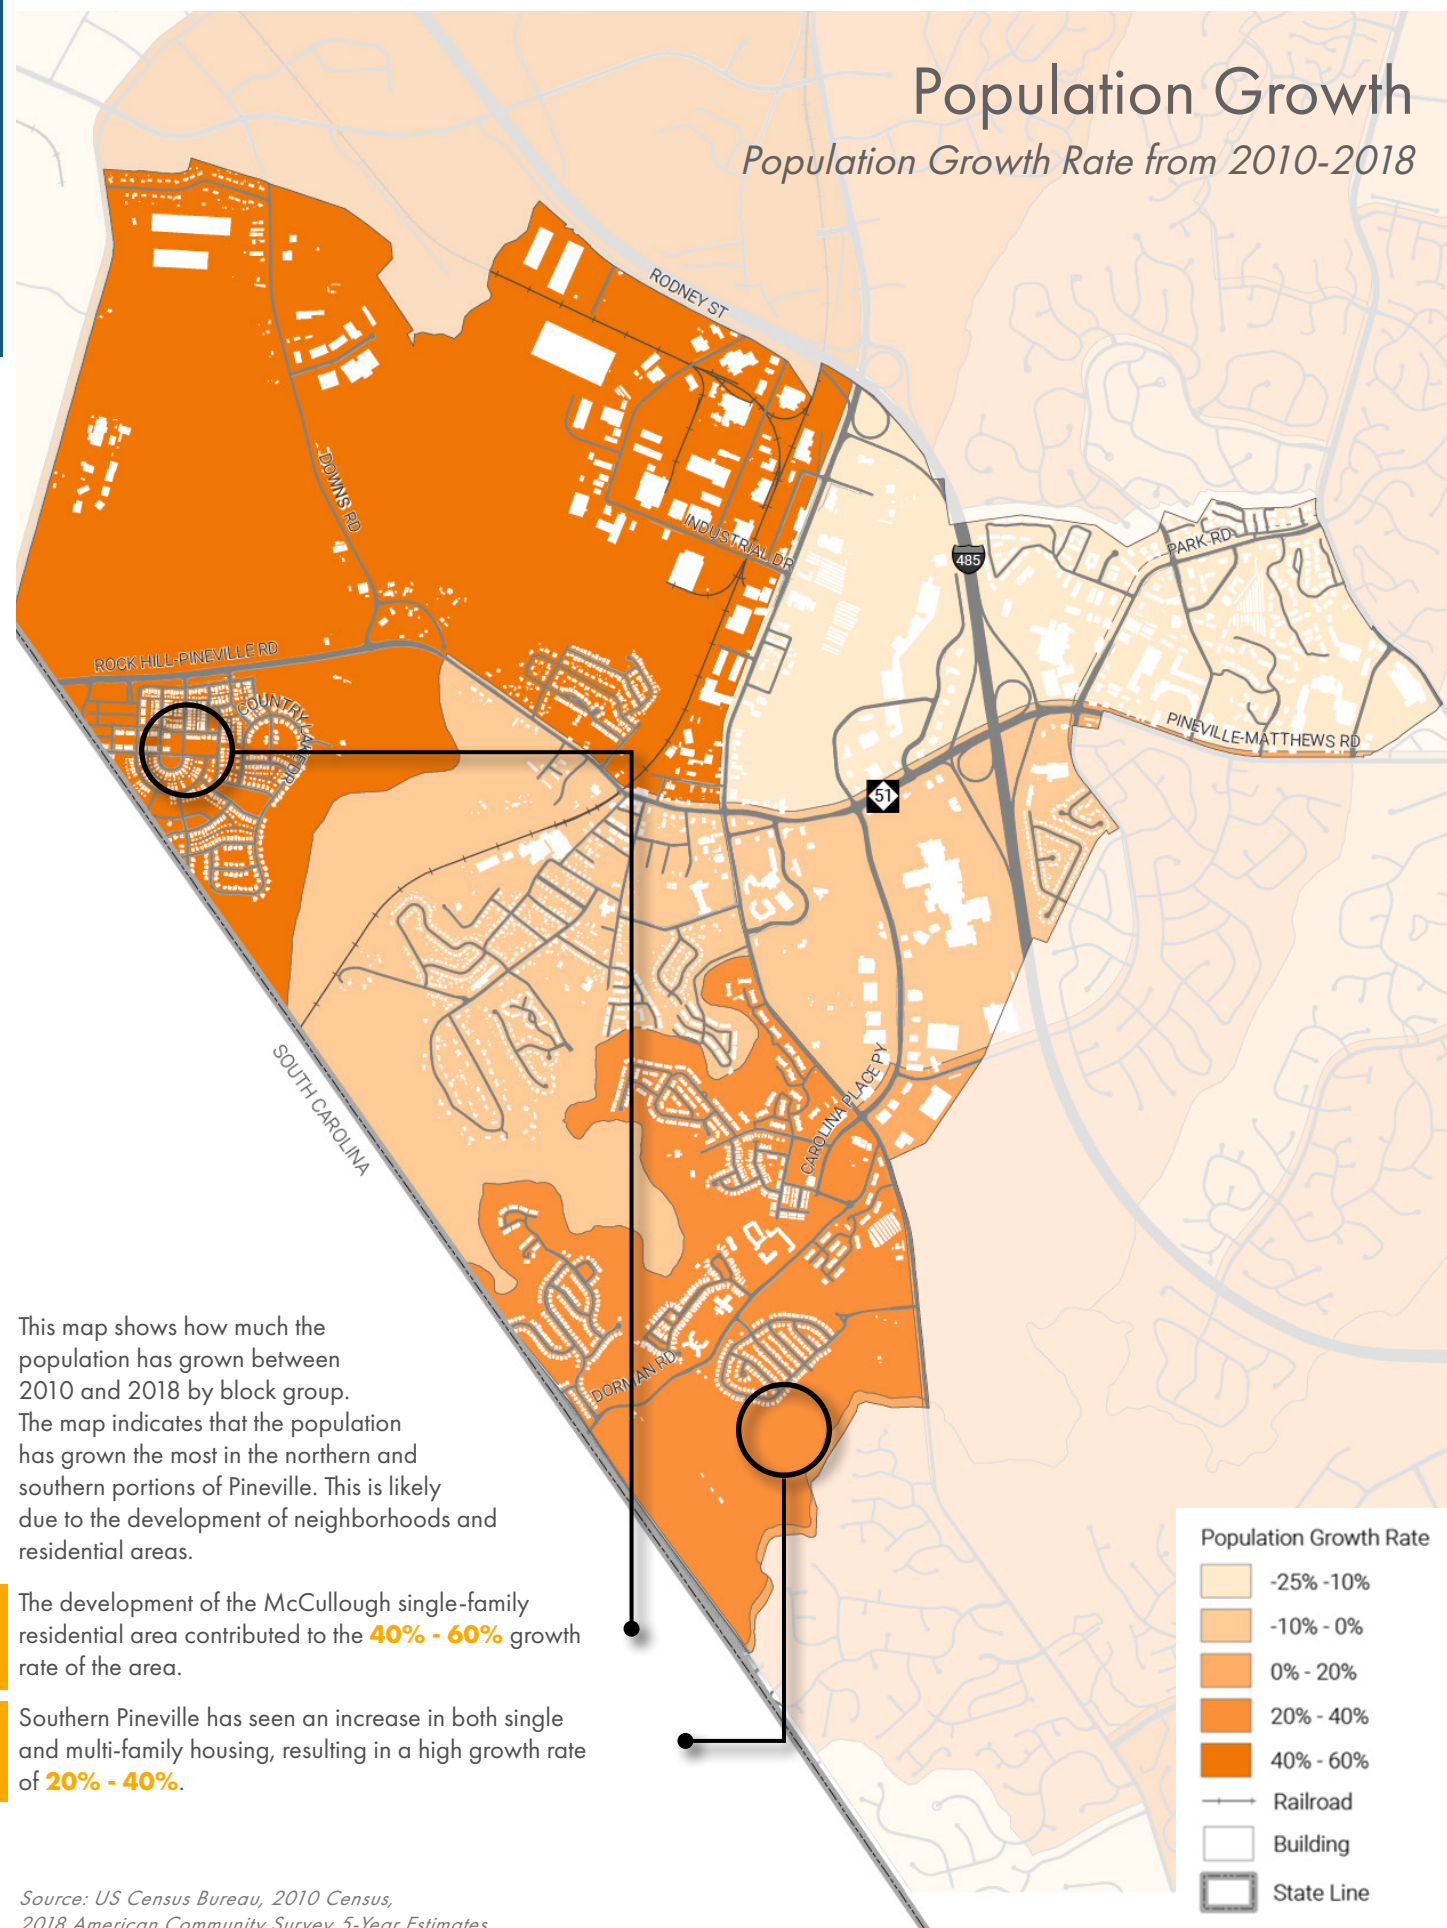 Population Growth
Population Growth Rate from 2010-2018
RODNEY ST
DOWNS RD
INDUSTRIAL DR
485
PARK RD
ROCK HILL-PINEVILLE RD
COUNTRY LAKE DR
PINEVILLE-MATTHEWS RD
51
SOUTH CAROLINA
CAROLINA PLACE PY
DORMAN RD
This map shows how much the
population has grown between
2010 and 2018 by block group.
The map indicates that the population
has grown the most in the northern and
southern portions of Pineville. This is likely
due to the development of neighborhoods and
residential areas.
The development of the McCullough single-family
residential area contributed to the 40% - 60% growth
rate of the area.
Southern Pineville has seen an increase in both single
and multi-family housing, resulting in a high growth rate
of 20% - 40%.
Population Growth Rate
-25% -10%
-10% - 0%
0% - 20%
20% - 40%
40% - 60%
Railroad
Building
State Line
Source: US Census Bureau, 2010 Census,
2018 American Community Survey 5-Year Estimates